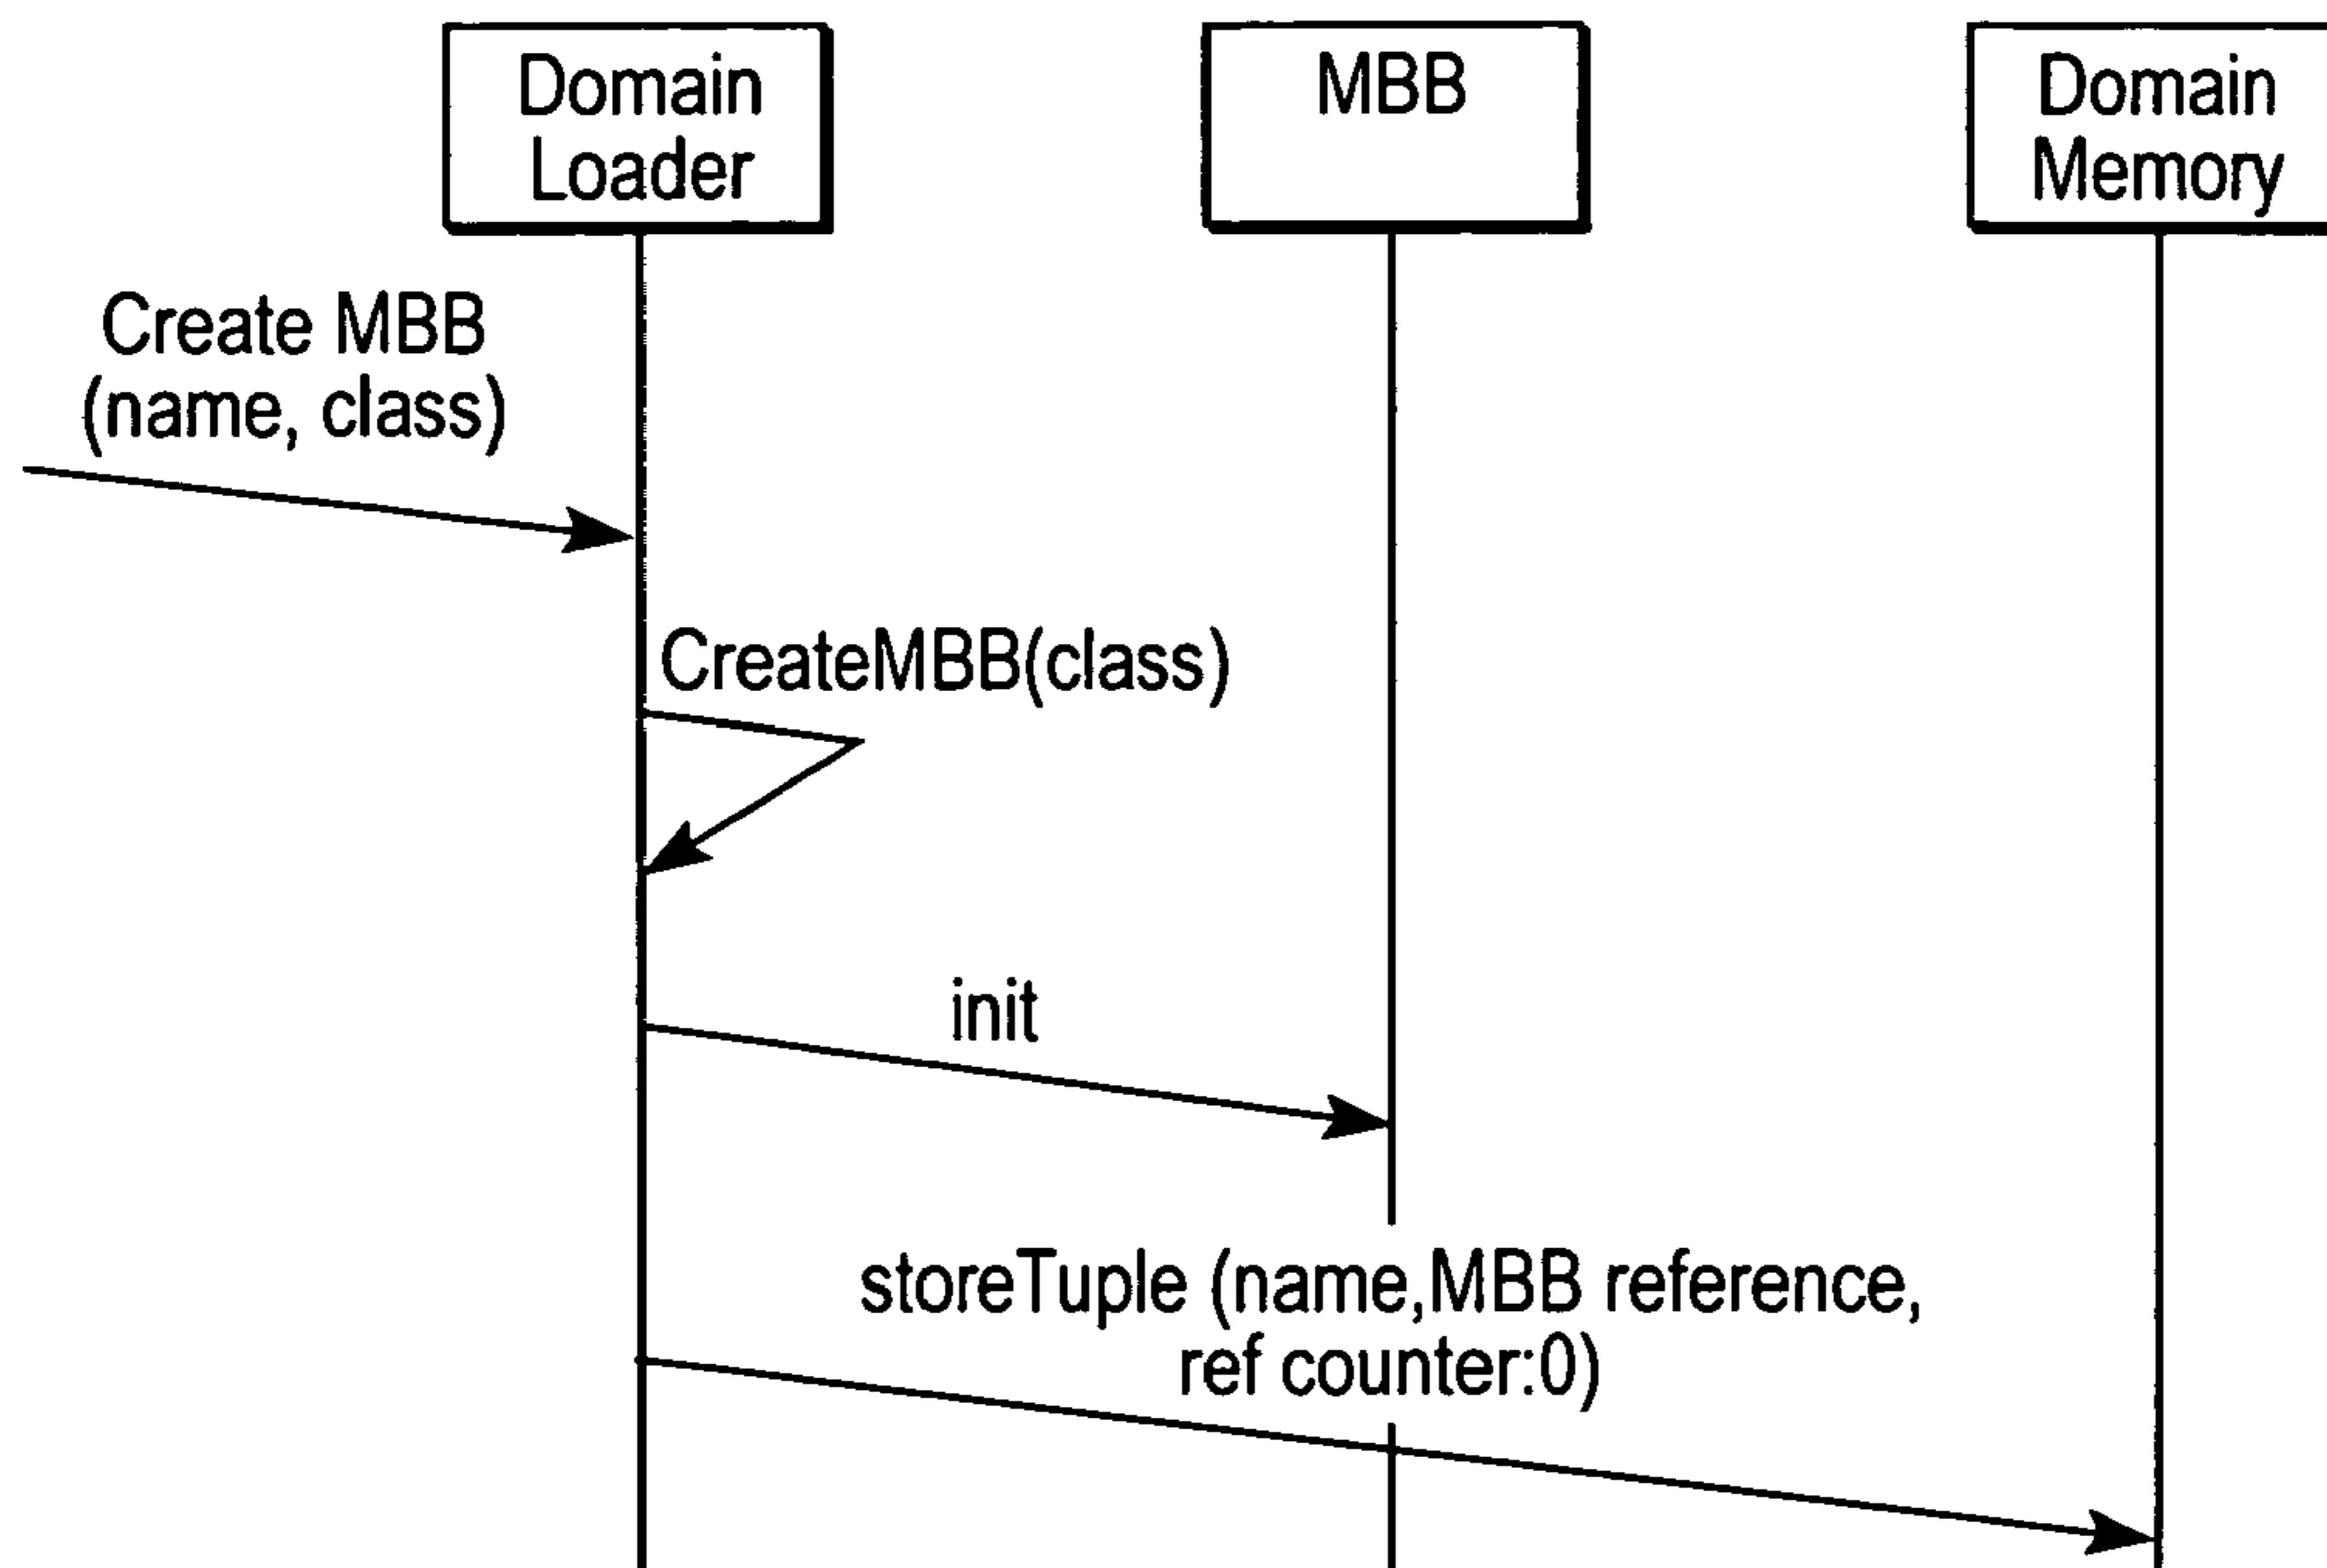 Domain
Loader
MBB
Domain
Memory
Create MBB
(name, class)
CreateMBB(class)
init
storeTuple (name,MBB reference,
ref counter:0)